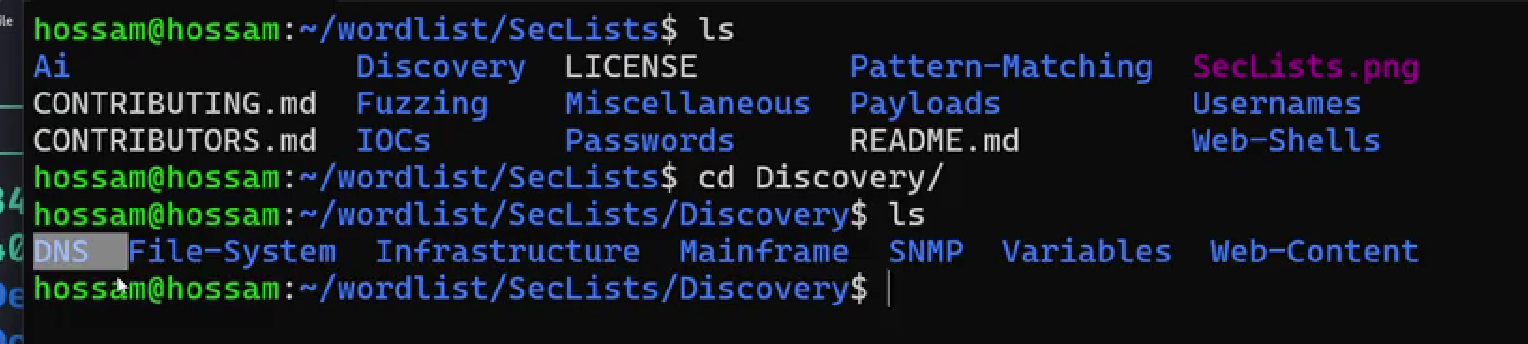 ile
hossam@hossam:~/wordlist/SecLists$ ls
Ai Discovery LICENSE Pattern-Matching SecLists.png
CONTRIBUTING.md Fuzzing Miscellaneous Payloads Usernames
CONTRIBUTORS.md IOCs Passwords README.md Web-Shells
hossam@hossam:~/wordlist/SecLists$ cd Discovery/
hossam@hossam:~/wordlist/SecLists/Discovery$ ls
DNS File-System Infrastructure Mainframe SNMP Variables Web-Content
hossam@hossam:~/wordlist/SecLists/Discovery$